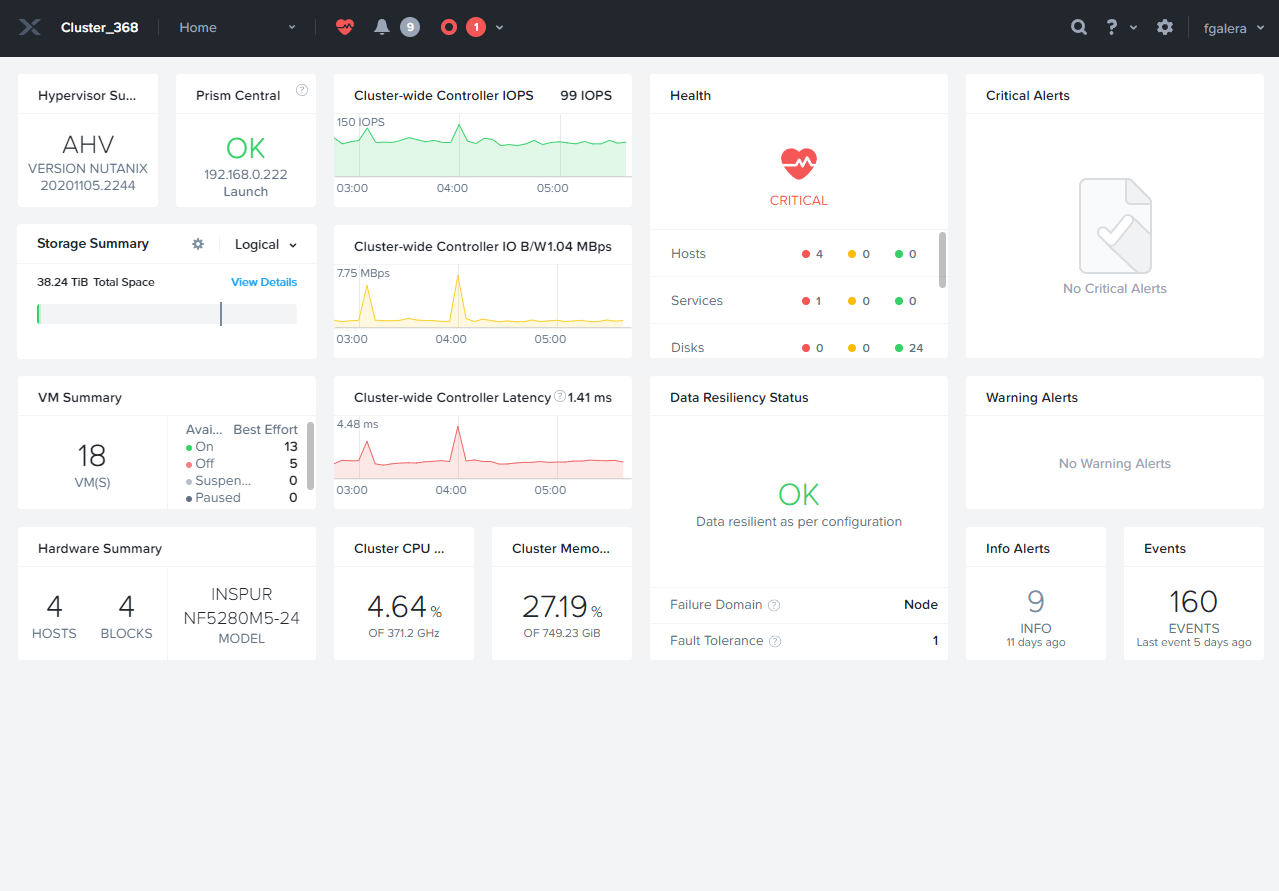 Cluster_368 Home 9 1 ? fgalera
Hypervisor Su...
AHV
VERSION NUTANIX
20201105.2244
Prism Central ?
OK
192.168.0.222
Launch
Cluster-wide Controller IOPS 99 IOPS
150 IOPS
03:00 04:00 05:00
Health
CRITICAL
Hosts 4 0 0
Services 1 0 0
Disks 0 0 24
Critical Alerts
No Critical Alerts
Storage Summary Logical
38.24 TiB Total Space View Details
Cluster-wide Controller IO B/W 1.04 MBps
7.75 MBps
03:00 04:00 05:00
VM Summary
18
VM(S)
Avai... Best Effort
On 13
Off 5
Suspen... 0
Paused 0
Cluster-wide Controller Latency ? 1.41 ms
4.48 ms
03:00 04:00 05:00
Data Resiliency Status
OK
Data resilient as per configuration
Failure Domain ? Node
Fault Tolerance ? 1
Warning Alerts
No Warning Alerts
Hardware Summary
4
HOSTS
4
BLOCKS
INSPUR
NF5280M5-24
MODEL
Cluster CPU ...
4.64 %
OF 371.2 GHz
Cluster Memo...
27.19 %
OF 749.23 GiB
Info Alerts
9
INFO
11 days ago
Events
160
EVENTS
Last event 5 days ago